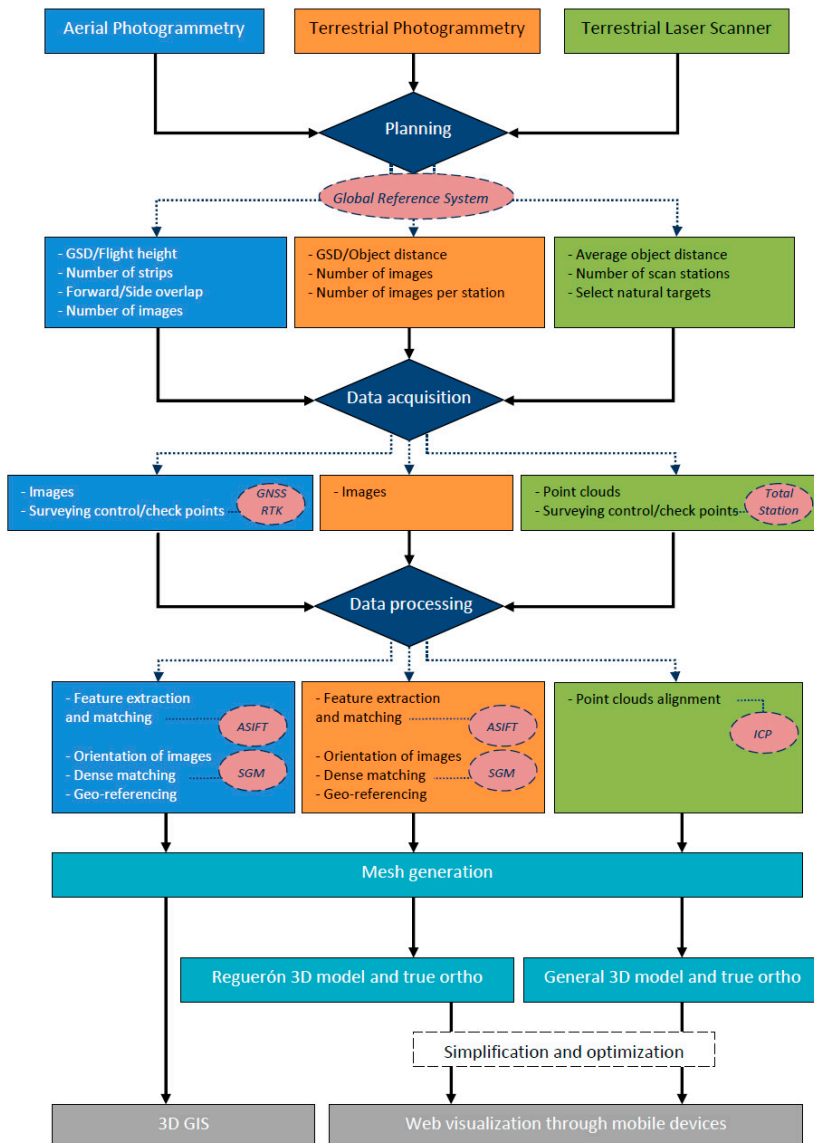 Aerial Photogrammetry
Terrestrial Photogrammetry
Terrestrial Laser Scanner
Planning
Global Reference System
- GSD/Flight height
- Number of strips
- Forward/Side overlap
- Number of images
- GSD/Object distance
- Number of images
- Number of images per station
- Average object distance
- Number of scan stations
- Select natural targets
Data acquisition
- Images
- Surveying control/check points
GNSS
RTK
- Images
- Point clouds
- Surveying control/check points
Total
Station
Data processing
- Feature extraction
and matching
ASIFT
- Orientation of images
- Dense matching
SGM
- Geo-referencing
- Feature extraction
and matching
ASIFT
- Orientation of images
- Dense matching
SGM
- Geo-referencing
- Point clouds alignment
ICP
Mesh generation
Reguerón 3D model and true ortho
General 3D model and true ortho
Simplification and optimization
3D GIS
Web visualization through mobile devices